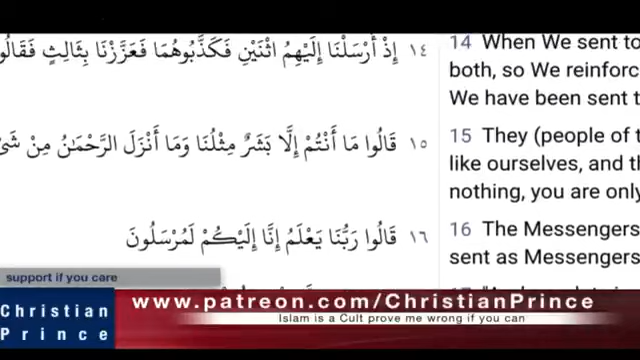 ١٤ إِذْ أَرْسَلْنَا إِلَيْهِمُ اثْنَيْنِ فَكَذَّبُوهُمَا فَعَزَّزْنَا بِثَالِثٍ فَقَالُو
14 When We sent to
both, so We reinforc
We have been sent t
١٥ قَالُوا مَا أَنْتُمْ إِلَّا بَشَرٌ مِثْلُنَا وَمَا أَنْزَلَ الرَّحْمَٰنُ مِنْ شَيْ
15 They (people of t
like ourselves, and th
nothing, you are only
١٦ قَالُوا رَبُّنَا يَعْلَمُ إِنَّا إِلَيْكُمْ لَمُرْسَلُونَ
16 The Messengers
sent as Messengers
support if you care
Christian
Prince
www.patreon.com/ChristianPrince
Islam is a Cult prove me wrong if you can